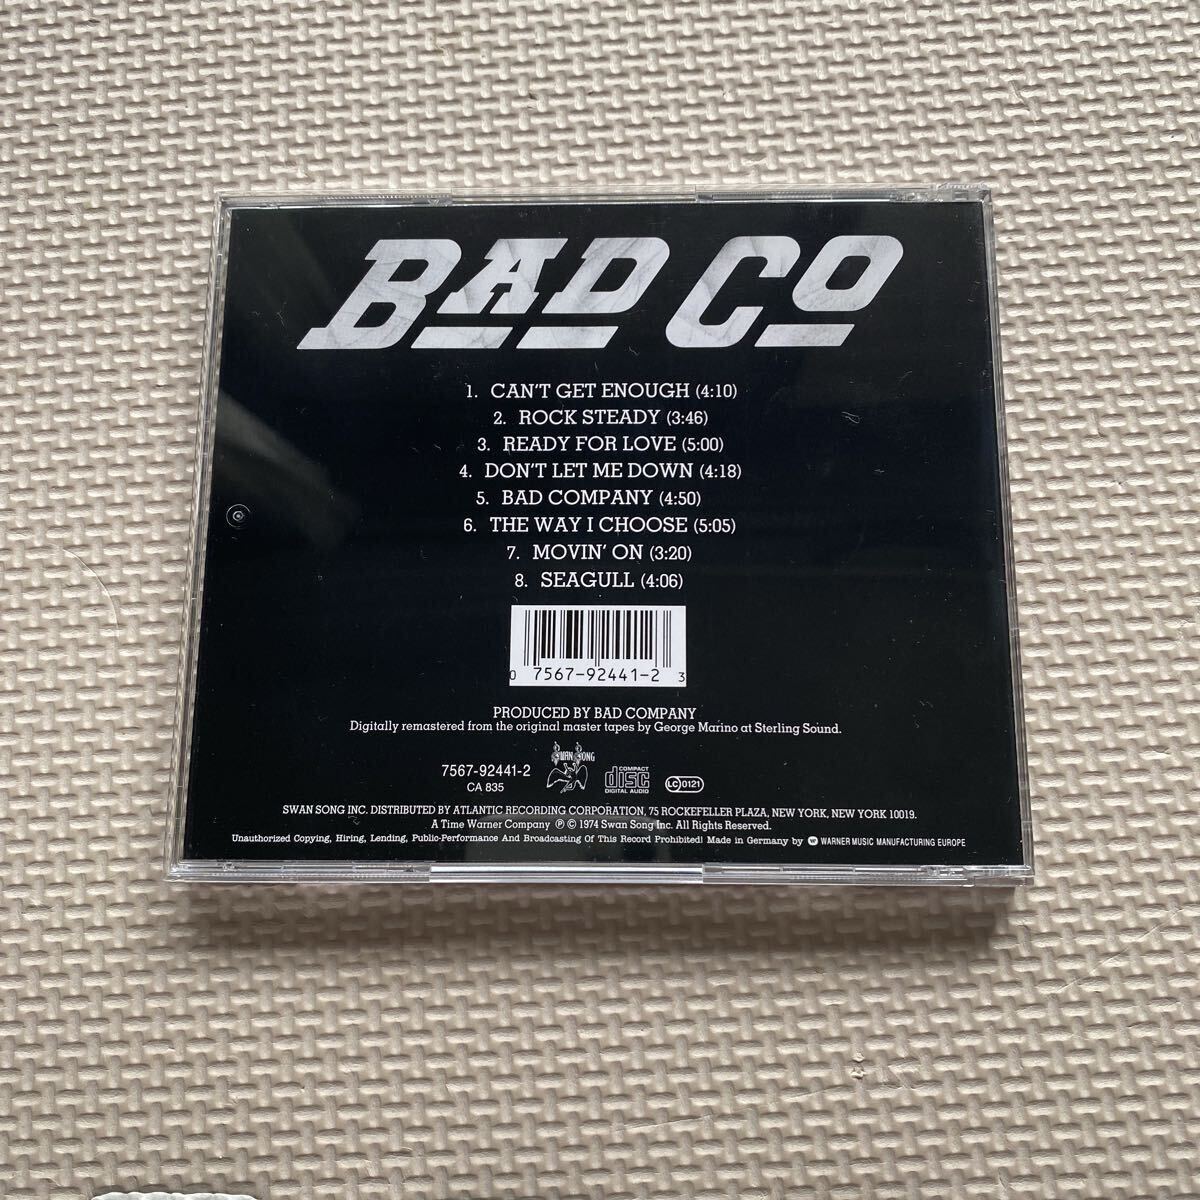 BAD CO
1. CAN'T GET ENOUGH (4:10)
2. ROCK STEADY (3:46)
3. READY FOR LOVE (5:00)
4. DON'T LET ME DOWN (4:18)
5. BAD COMPANY (4:50)
6. THE WAY I CHOOSE (5:05)
7. MOVIN' ON (3:20)
8. SEAGULL (4:06)
0 7567-92441-2 3
PRODUCED BY BAD COMPANY
Digitally remastered from the original master tapes by George Marino at Sterling Sound.
7567-92441-2
CA 835
SWAN SONG
COMPACT
disc
DIGITAL AUDIO
LC 0121
SWAN SONG INC. DISTRIBUTED BY ATLANTIC RECORDING CORPORATION, 75 ROCKEFELLER PLAZA, NEW YORK, NEW YORK 10019.
A Time Warner Company ℗ © 1974 Swan Song Inc. All Rights Reserved.
Unauthorized Copying, Hiring, Lending, Public-Performance And Broadcasting Of This Record Prohibited! Made in Germany by WARNER MUSIC MANUFACTURING EUROPE